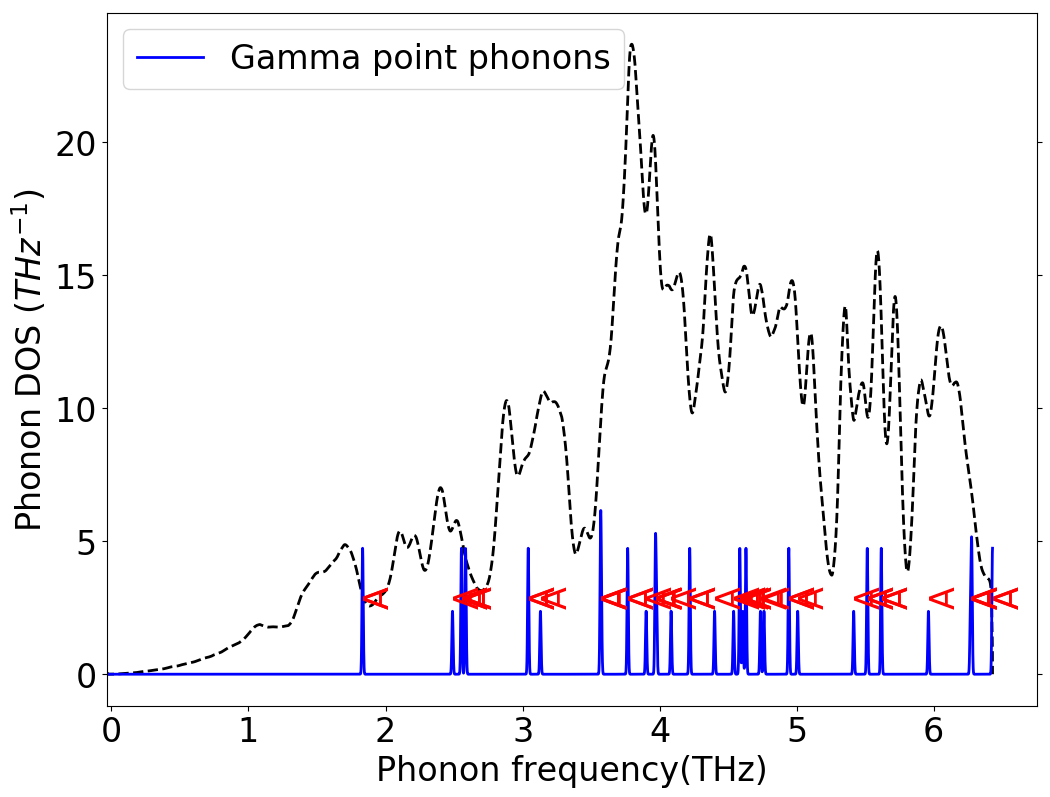 Gamma point phonons
Phonon DOS (THz⁻¹)
20
15
10
5
0
A A A A A A A A A A A A A A A A A A A A A A A A A A A A
0 1 2 3 4 5 6
Phonon frequency(THz)